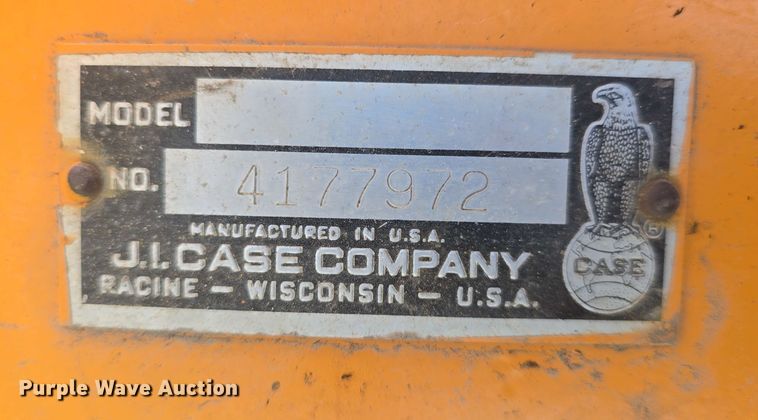 MODEL
NO. 4177972
MANUFACTURED IN U.S.A.
J.I. CASE COMPANY
RACINE - WISCONSIN - U.S.A.
CASE
®
Purple Wave Auction